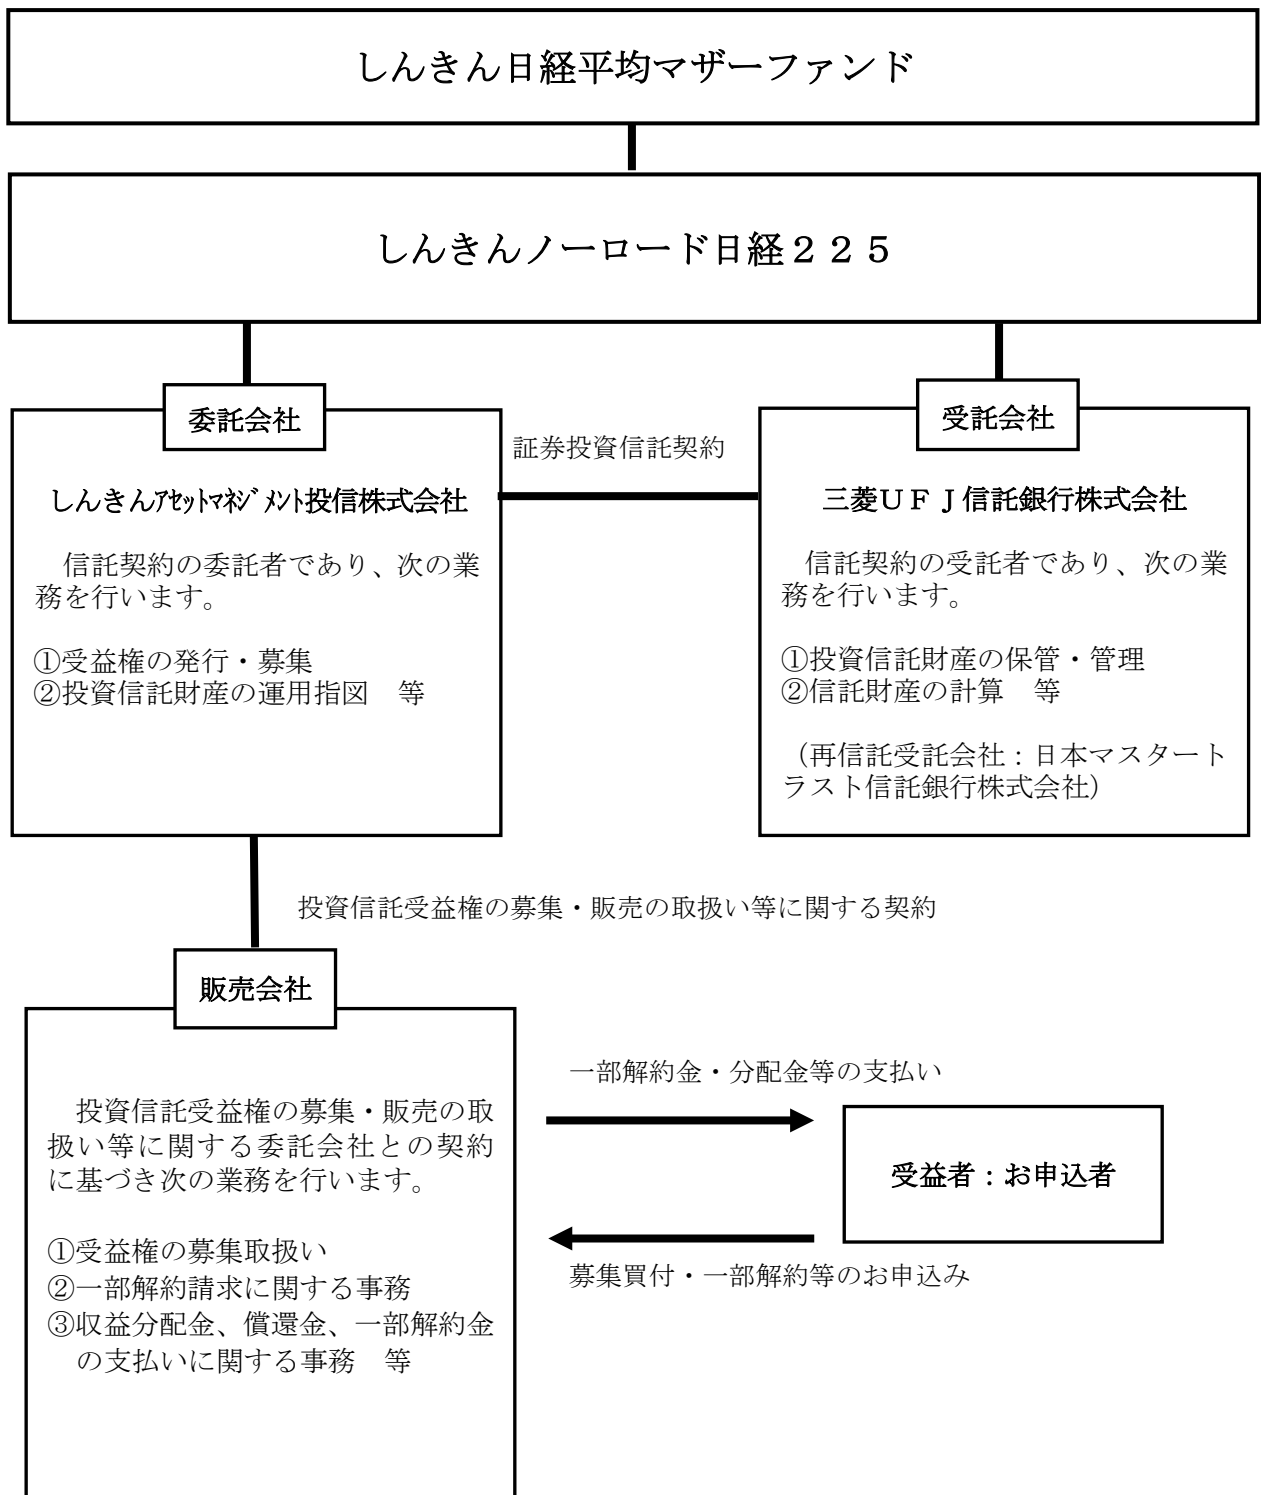 しんきん日経平均マザーファンド
しんきんノーロード日経２２５
委託会社
しんきんｱｾｯﾄﾏﾈｼﾞﾒﾝﾄ投信株式会社
信託契約の委託者であり、次の業
務を行います。
①受益権の発行・募集
②投資信託財産の運用指図　等
証券投資信託契約
受託会社
三菱ＵＦＪ信託銀行株式会社
信託契約の受託者であり、次の業
務を行います。
①投資信託財産の保管・管理
②信託財産の計算　等
（再信託受託会社：日本マスタート
ラスト信託銀行株式会社）
投資信託受益権の募集・販売の取扱い等に関する契約
販売会社
投資信託受益権の募集・販売の取
扱い等に関する委託会社との契約
に基づき次の業務を行います。
①受益権の募集取扱い
②一部解約請求に関する事務
③収益分配金、償還金、一部解約金
の支払いに関する事務　等
一部解約金・分配金等の支払い
受益者：お申込者
募集買付・一部解約等のお申込み